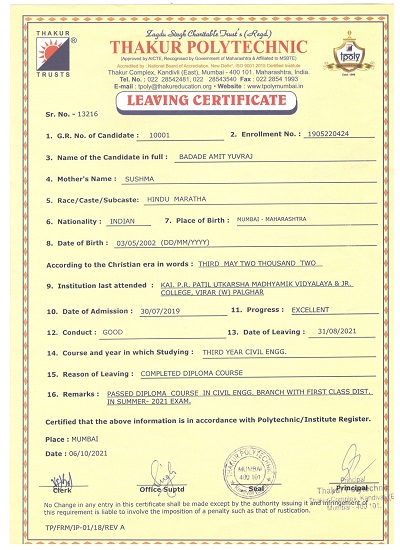 Zagdu Singh Charitable Trust's (Regd.)
THAKUR
TRUSTS
THAKUR POLYTECHNIC
(Approved by AICTE, Recognised by Government of Maharashtra & Affiliated to MSBTE)
Accredited by : National Board of Accreditation, New Delhi*, ISO 9001:2015 Certified Institute
Thakur Complex, Kandivli (East), Mumbai - 400 101, Maharashtra, India
Tel. No. : 022 28542481, 022 28543540 Fax : 022 2854 1993
E-mail : tpoly@thakureducation.org • Website : www.tpolymumbai.in
tpoly
LEAVING CERTIFICATE
Sr. No. - 13216
1. G.R. No. of Candidate : 10001 2. Enrollment No. : 1905220424
3. Name of the Candidate in full : BADADE AMIT YUVRAJ
4. Mother's Name : SUSHMA
5. Race/Caste/Subcaste: HINDU MARATHA
6. Nationality : INDIAN 7. Place of Birth : MUMBAI - MAHARASHTRA
8. Date of Birth : 03/05/2002 (DD/MM/YYYY)
According to the Christian era in words : THIRD MAY TWO THOUSAND TWO
9. Institution last attended : KAI. P.R. PATIL UTKARSHA MADHYAMIK VIDYALAYA & JR.
COLLEGE, VIRAR (W) PALGHAR
10. Date of Admission : 30/07/2019 11. Progress : EXCELLENT
12. Conduct : GOOD 13. Date of Leaving : 31/08/2021
14. Course and year in which Studying : THIRD YEAR CIVIL ENGG.
15. Reason of Leaving : COMPLETED DIPLOMA COURSE
16. Remarks : PASSED DIPLOMA COURSE IN CIVIL ENGG. BRANCH WITH FIRST CLASS DIST.
IN SUMMER- 2021 EXAM.
Certified that the above information is in accordance with Polytechnic/Institute Register.
Place : MUMBAI
Date : 06/10/2021
THAKUR POLYTECHNIC
MUMBAI
400 101
Clerk Office Suptd Seal Principal
Principal
Thakur Polytechnic
Thakur Complex, Kandivli (E)
Mumbai - 400 101
No Change in any entry in this certificate shall be made except by the authority issuing it and infringement of
this requirement is liable to involve the imposition of a penalty such as that of rustication.
TP/FRM/IP-01/18/REV A